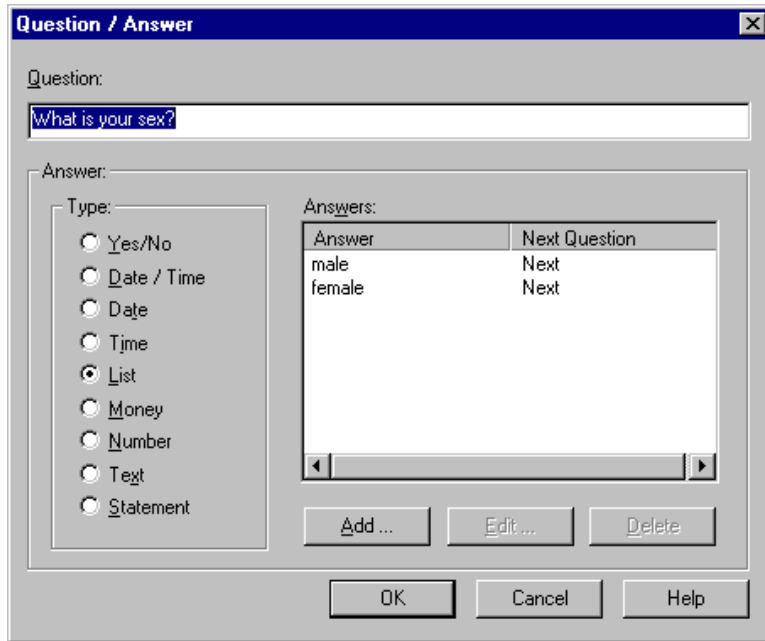 Question / Answer
Question:
What is your sex?
Answer:
Type:
Yes/No
Date / Time
Date
Time
List
Money
Number
Text
Statement
Answers:
Answer Next Question
male Next
female Next
Add ... Edit ... Delete
OK Cancel Help